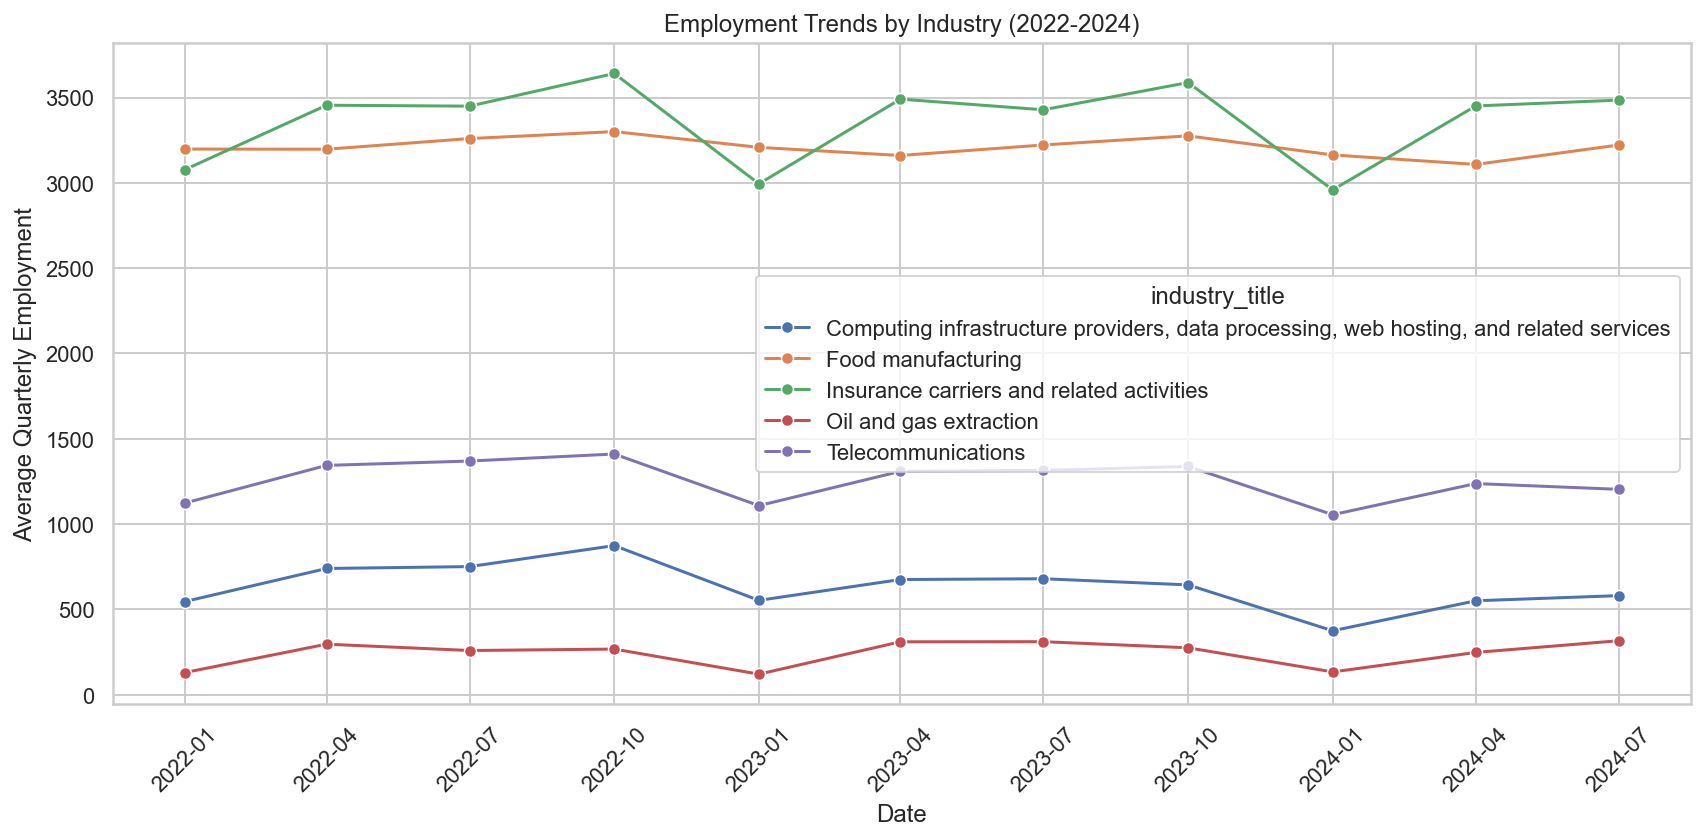 Employment Trends by Industry (2022-2024)
Average Quarterly Employment
3500
3000
2500
2000
1500
1000
500
0
industry_title
Computing infrastructure providers, data processing, web hosting, and related services
Food manufacturing
Insurance carriers and related activities
Oil and gas extraction
Telecommunications
2022-01
2022-04
2022-07
2022-10
2023-01
2023-04
2023-07
2023-10
2024-01
2024-04
2024-07
Date